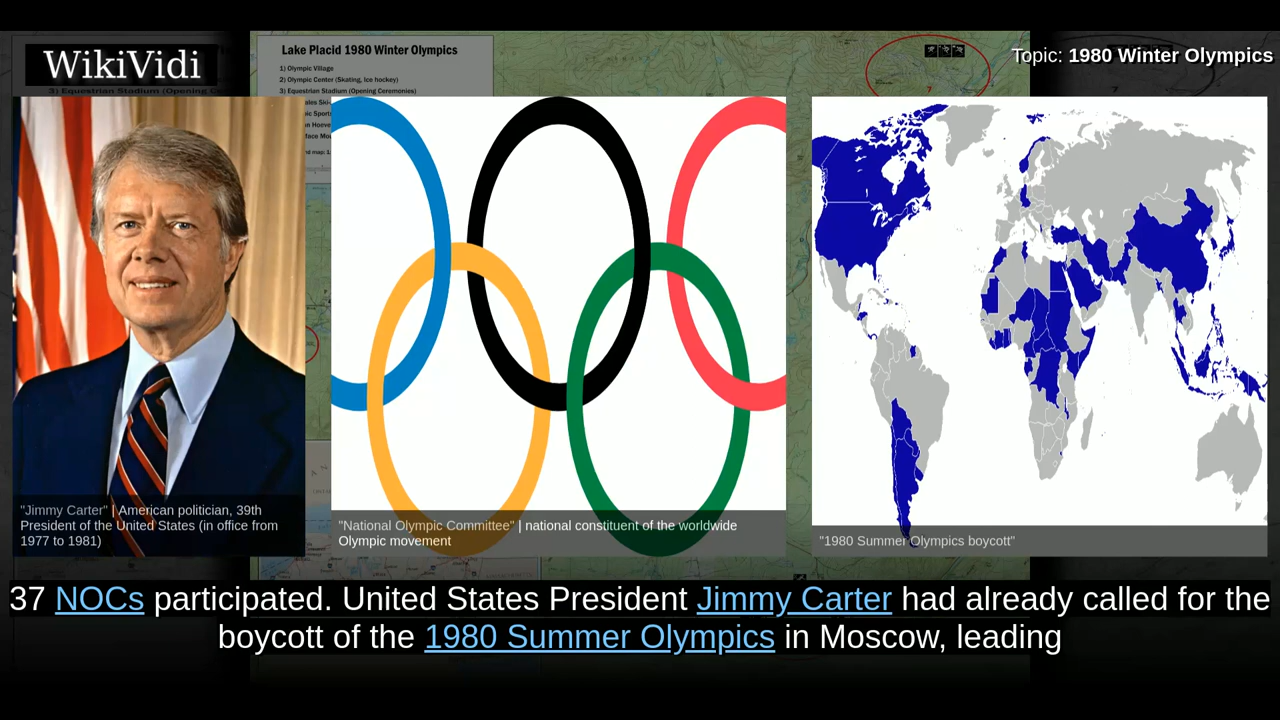 WikiVidi
Topic: 1980 Winter Olympics
Lake Placid 1980 Winter Olympics
1) Olympic Village
2) Olympic Center (Skating, Ice hockey)
3) Equestrian Stadium (Opening Ceremonies)
7
"Jimmy Carter" | American politician, 39th
President of the United States (in office from
1977 to 1981)
"National Olympic Committee" | national constituent of the worldwide
Olympic movement
"1980 Summer Olympics boycott"
37 NOCs participated. United States President Jimmy Carter had already called for the
boycott of the 1980 Summer Olympics in Moscow, leading